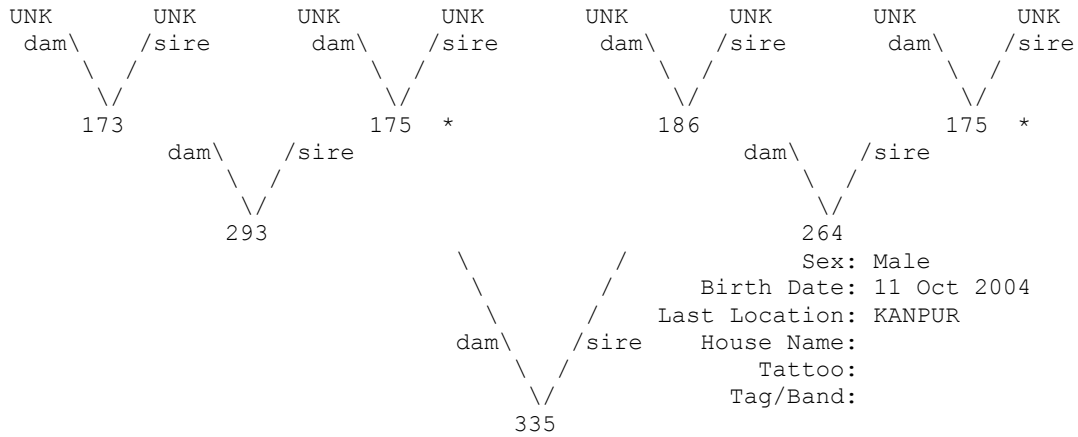 UNK UNK UNK UNK UNK UNK UNK UNK
dam\ /sire dam\ /sire dam\ /sire dam\ /sire
\ / \ / \ / \ /
\/ \/ \/ \/
173 175 * 186 175 *
dam\ /sire dam\ /sire
\ / \ /
\/ \/
293 264
\ / Sex: Male
\ / Birth Date: 11 Oct 2004
\ / Last Location: KANPUR
dam\ /sire House Name:
\ / Tattoo:
\/ Tag/Band:
335